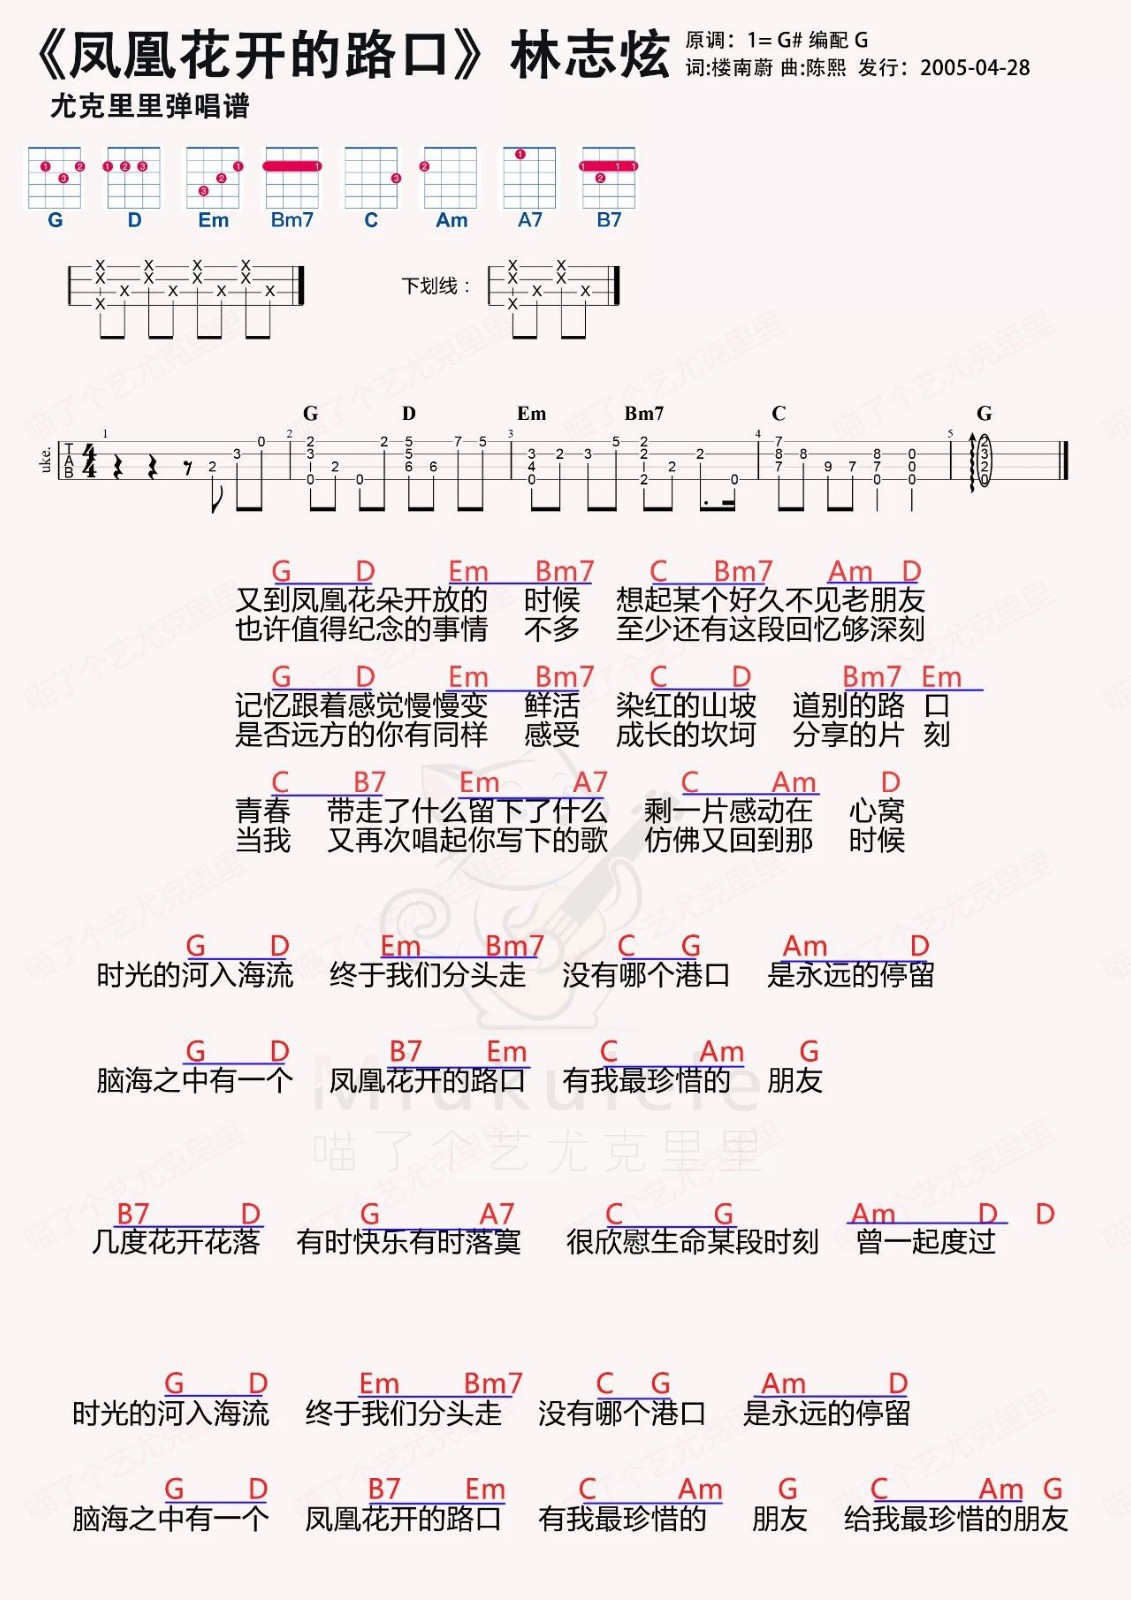 《凤凰花开的路口》林志炫 原调：1= G# 编配 G
词:楼南蔚 曲:陈熙 发行：2005-04-28
尤克里里弹唱谱
G D Em Bm7 C Am A7 B7
下划线：
G D Em Bm7 C G
uke.
G D Em Bm7 C Bm7 Am D
又到凤凰花朵开放的 时候 想起某个好久不见老朋友
也许值得纪念的事情 不多 至少还有这段回忆够深刻
G D Em Bm7 C D Bm7 Em
记忆跟着感觉慢慢变 鲜活 染红的山坡 道别的路 口
是否远方的你有同样 感受 成长的坎坷 分享的片 刻
C B7 Em A7 C Am D
青春 带走了什么留下了什么 剩一片感动在 心窝
当我 又再次唱起你写下的歌 仿佛又回到那 时候
G D Em Bm7 C G Am D
时光的河入海流 终于我们分头走 没有哪个港口 是永远的停留
G D B7 Em C Am G
脑海之中有一个 凤凰花开的路口 有我最珍惜的 朋友
Miukulele
喵了个艺尤克里里
B7 D G A7 C G Am D D
几度花开花落 有时快乐有时落寞 很欣慰生命某段时刻 曾一起度过
G D Em Bm7 C G Am D
时光的河入海流 终于我们分头走 没有哪个港口 是永远的停留
G D B7 Em C Am G C Am G
脑海之中有一个 凤凰花开的路口 有我最珍惜的 朋友 给我最珍惜的朋友